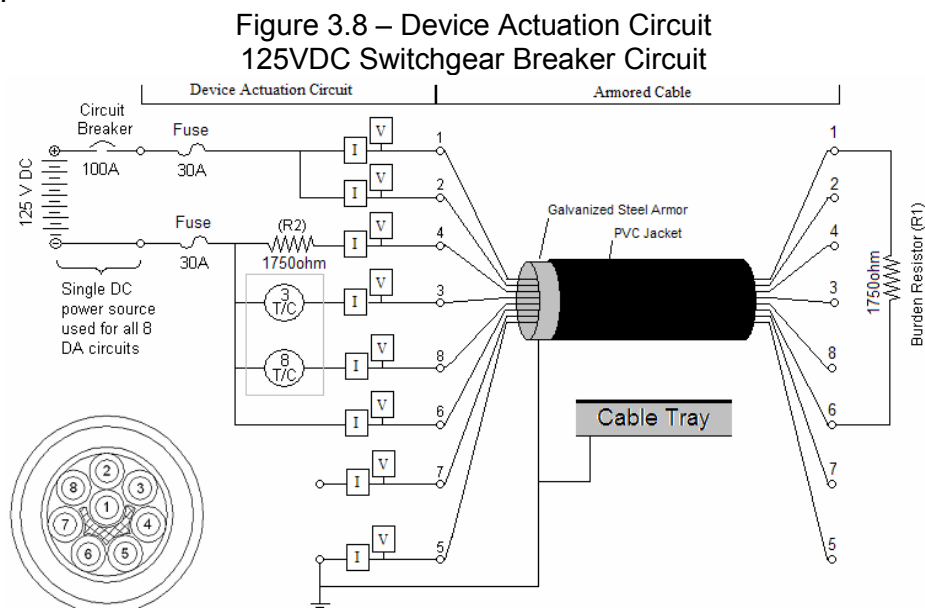 Figure 3.8 – Device Actuation Circuit
125VDC Switchgear Breaker Circuit
Device Actuation Circuit
Armored Cable
Circuit
Breaker
100A
Fuse
30A
125 V DC
Fuse
30A
(R2)
1750ohm
Single DC
power source
used for all 8
DA circuits
3
T/C
8
T/C
I
V
1
I
V
2
I
V
4
I
V
3
I
V
8
I
V
6
I
V
7
I
V
5
Galvanized Steel Armor
PVC Jacket
Cable Tray
1
2
4
3
8
6
7
5
1750ohm
Burden Resistor (R1)
2
8
3
1
7
4
6
5